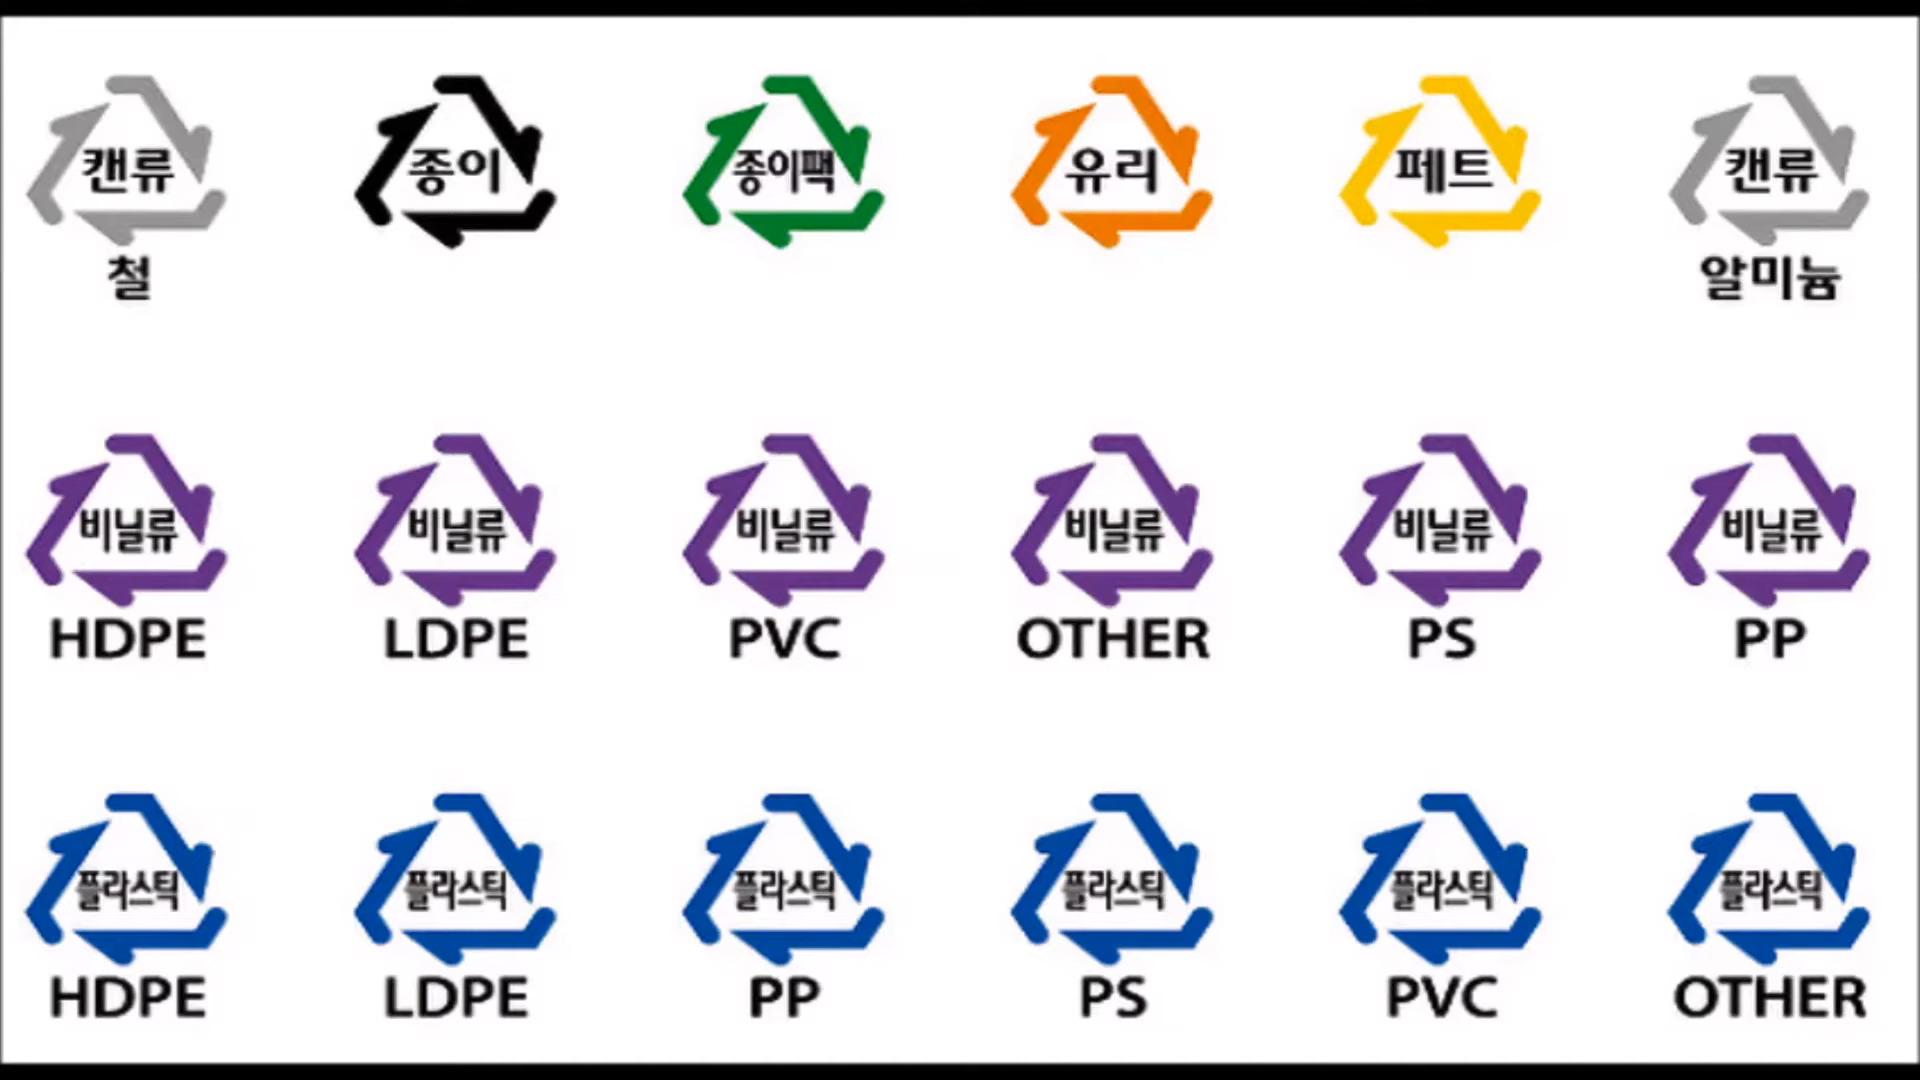 캔류 종이 종이팩 유리 페트 캔류
철 알미늄
비닐류 비닐류 비닐류 비닐류 비닐류 비닐류
HDPE LDPE PVC OTHER PS PP
플라스틱 플라스틱 플라스틱 플라스틱 플라스틱 플라스틱
HDPE LDPE PP PS PVC OTHER